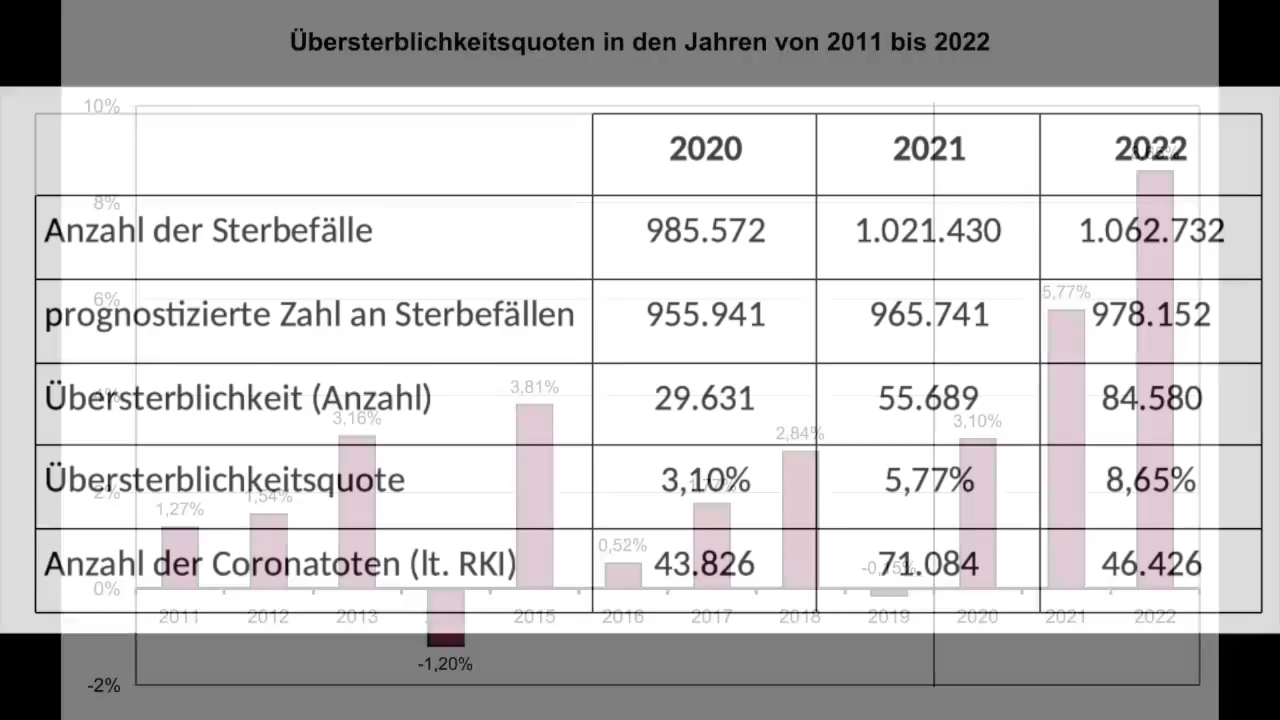 Übersterblichkeitsquoten in den Jahren von 2011 bis 2022
10%
2020 2021 2022
8%
Anzahl der Sterbefälle 985.572 1.021.430 1.062.732
6%
5,77%
prognostizierte Zahl an Sterbefällen 955.941 965.741 978.152
3,81%
Übersterblichkeit (Anzahl) 29.631 55.689 84.580
3,16% 2,84% 3,10%
Übersterblichkeitsquote 3,10% 5,77% 8,65%
2%
1,27% 1,54%
0,52%
Anzahl der Coronatoten (lt. RKI) 43.826 71.084 46.426
0%
2011 2012 2013 2015 2016 2017 2018 2019 2020 2021 2022
-1,20%
-2%